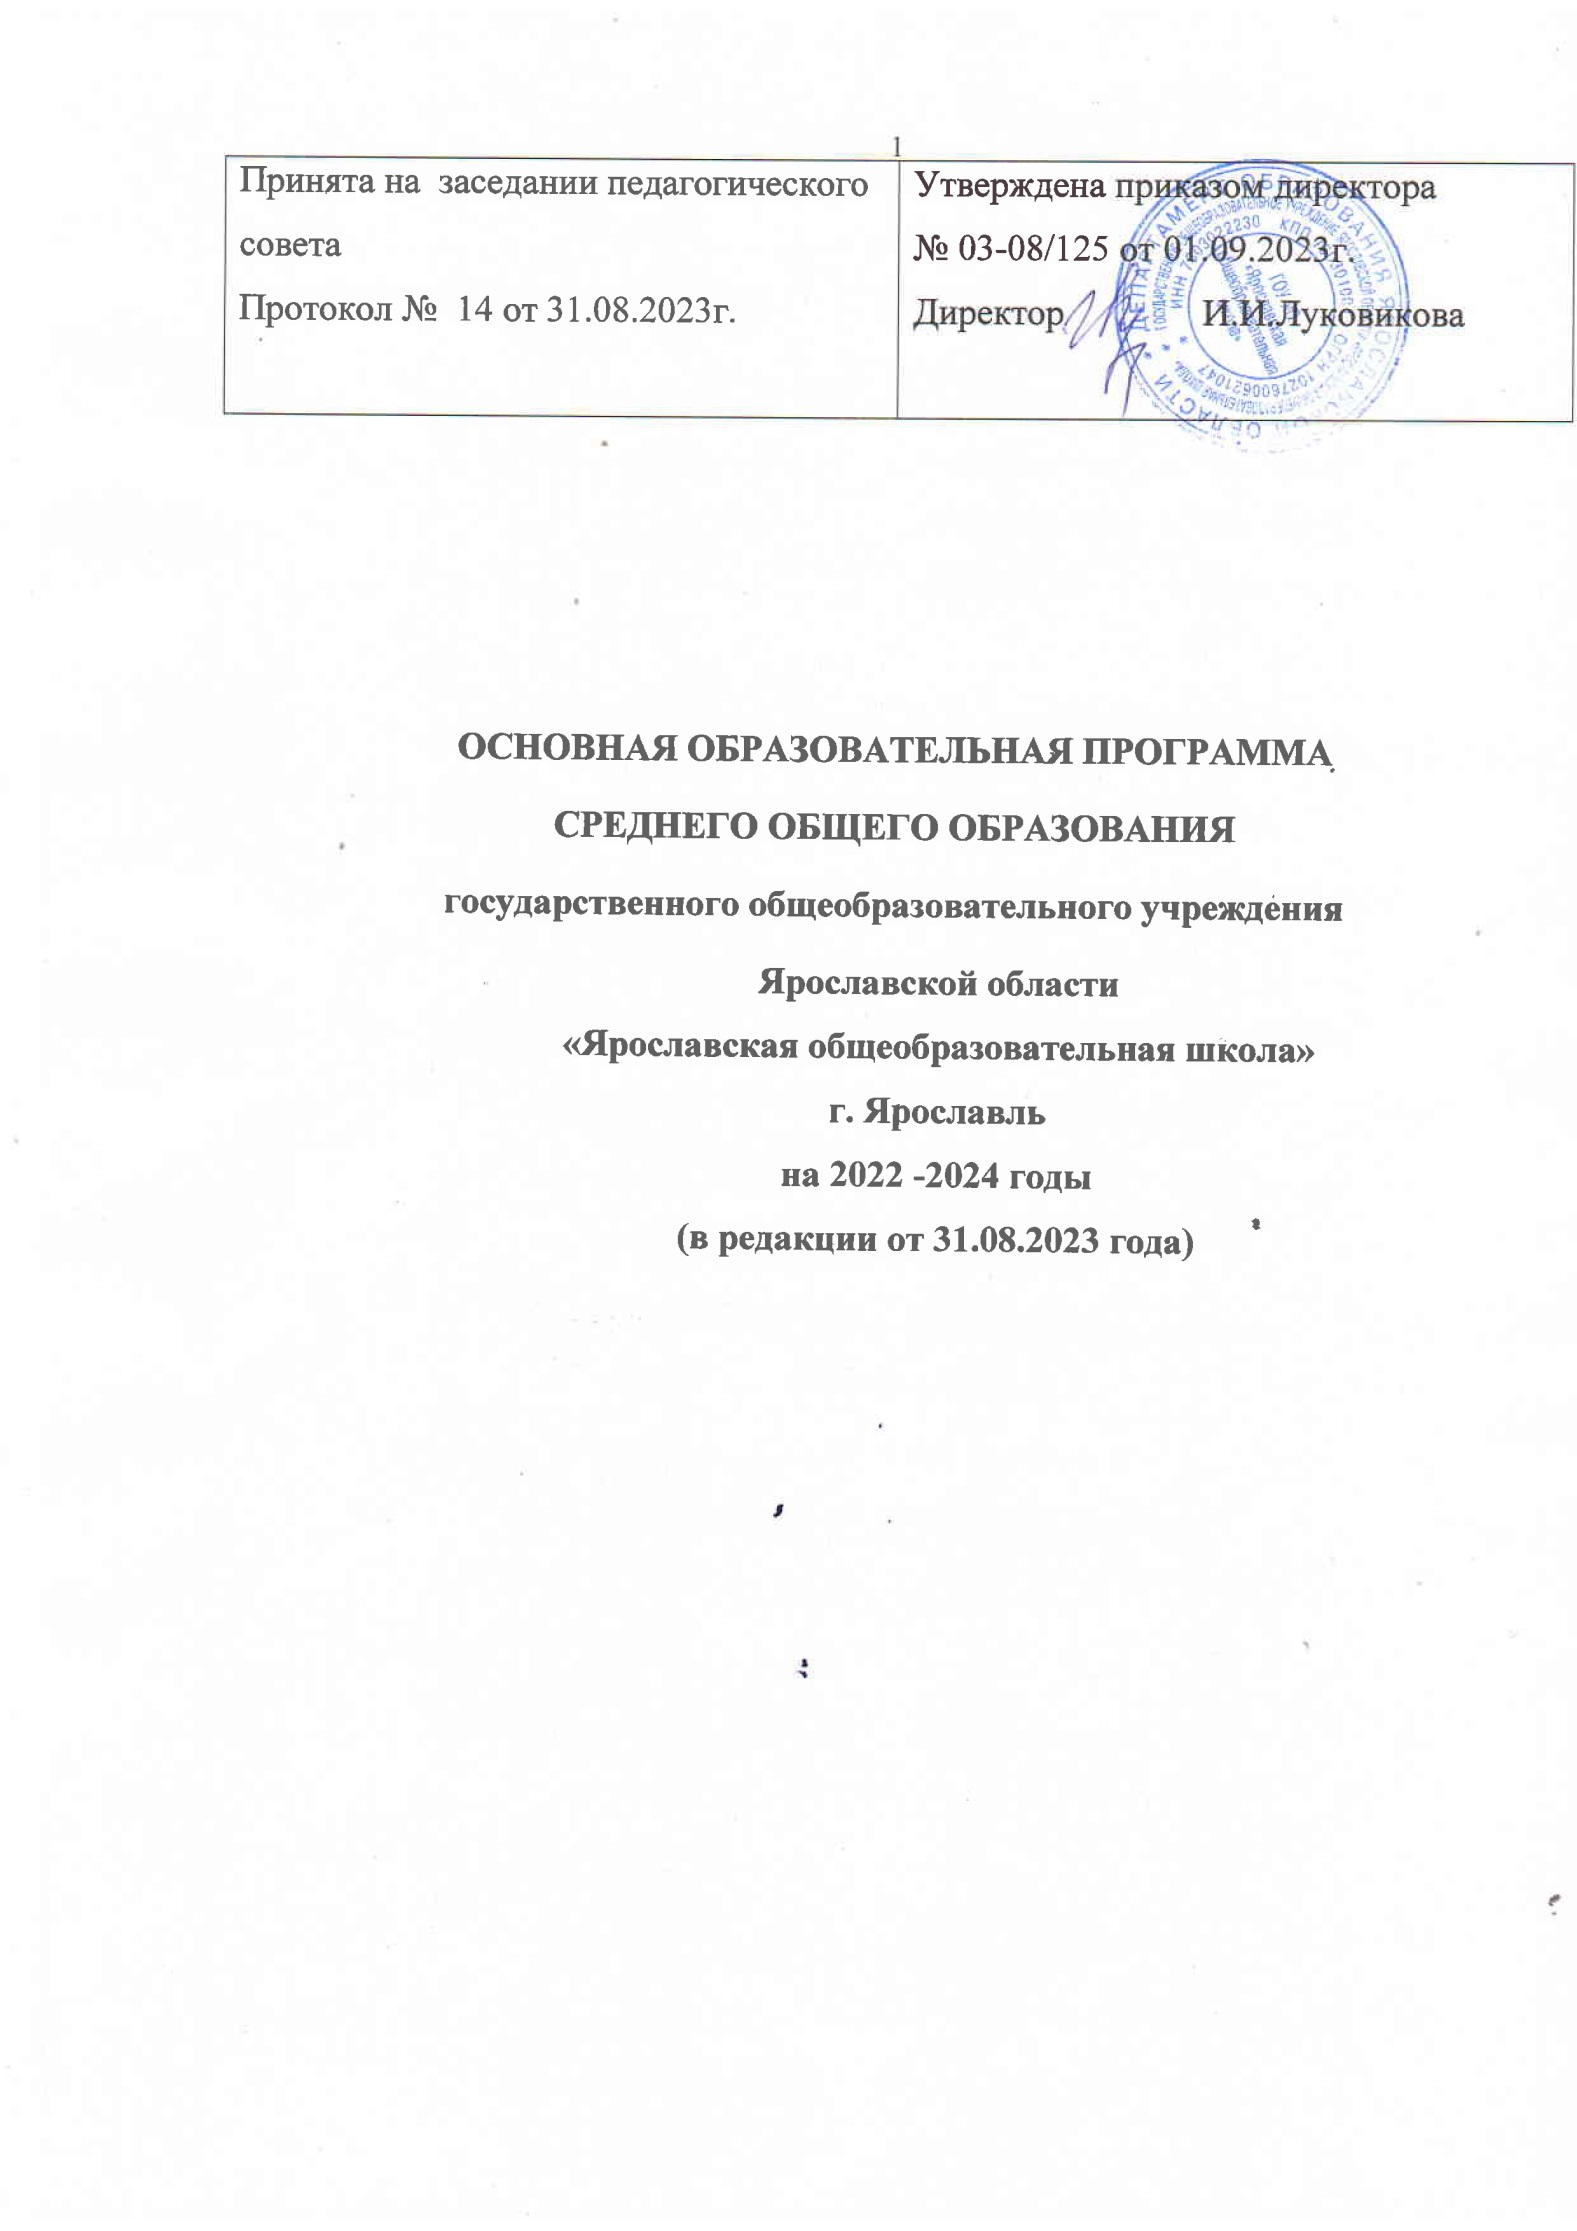 1
Принята на заседании педагогического
совета
Протокол № 14 от 31.08.2023г.
Утверждена приказом директора
№ 03-08/125 от 01.09.2023г.
Директор И.И.Луковикова
ОСНОВНАЯ ОБРАЗОВАТЕЛЬНАЯ ПРОГРАММА
СРЕДНЕГО ОБЩЕГО ОБРАЗОВАНИЯ
государственного общеобразовательного учреждения
Ярославской области
«Ярославская общеобразовательная школа»
г. Ярославль
на 2022 -2024 годы
(в редакции от 31.08.2023 года)